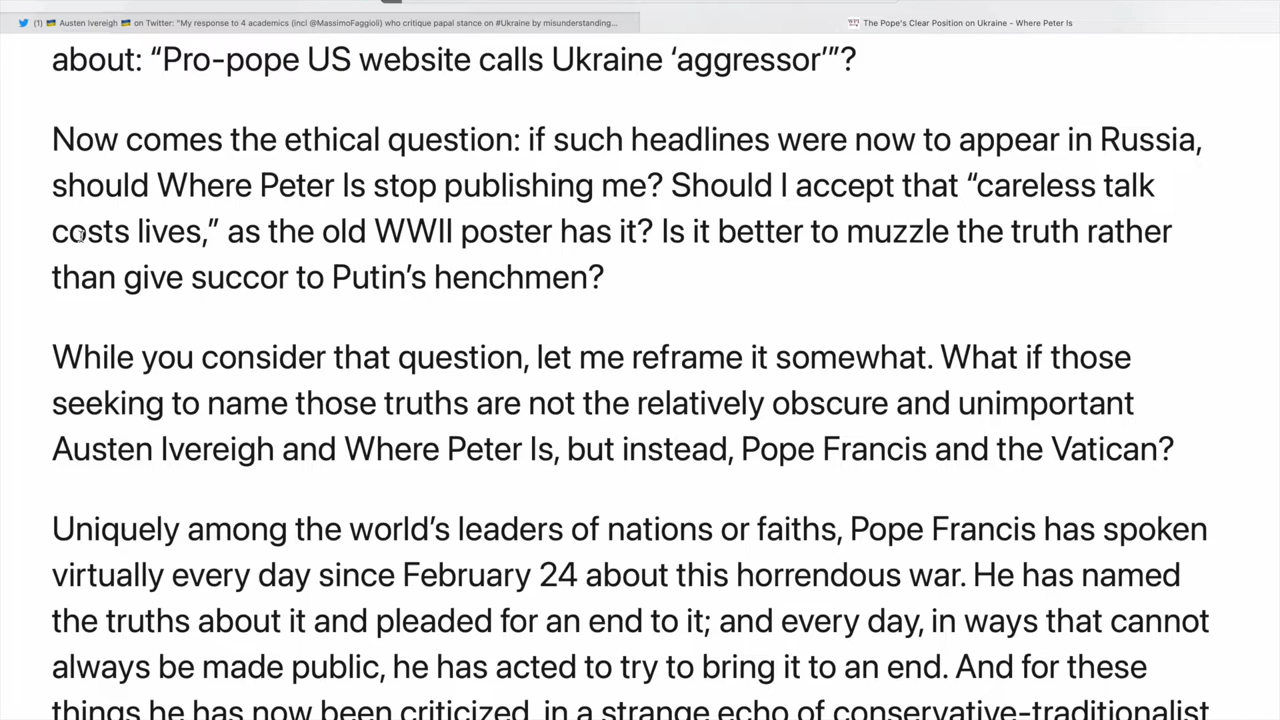 (1) 🇺🇦 Austen Ivereigh 🇺🇦 on Twitter: "My response to 4 academics (incl @MassimoFaggioli) who critique papal stance on #Ukraine by misunderstanding...
The Pope's Clear Position on Ukraine - Where Peter Is
about: “Pro-pope US website calls Ukraine ‘aggressor’”?
Now comes the ethical question: if such headlines were now to appear in Russia,
should Where Peter Is stop publishing me? Should I accept that “careless talk
costs lives,” as the old WWII poster has it? Is it better to muzzle the truth rather
than give succor to Putin’s henchmen?
While you consider that question, let me reframe it somewhat. What if those
seeking to name those truths are not the relatively obscure and unimportant
Austen Ivereigh and Where Peter Is, but instead, Pope Francis and the Vatican?
Uniquely among the world’s leaders of nations or faiths, Pope Francis has spoken
virtually every day since February 24 about this horrendous war. He has named
the truths about it and pleaded for an end to it; and every day, in ways that cannot
always be made public, he has acted to try to bring it to an end. And for these
things he has now been criticized, in a strange echo of conservative-traditionalist